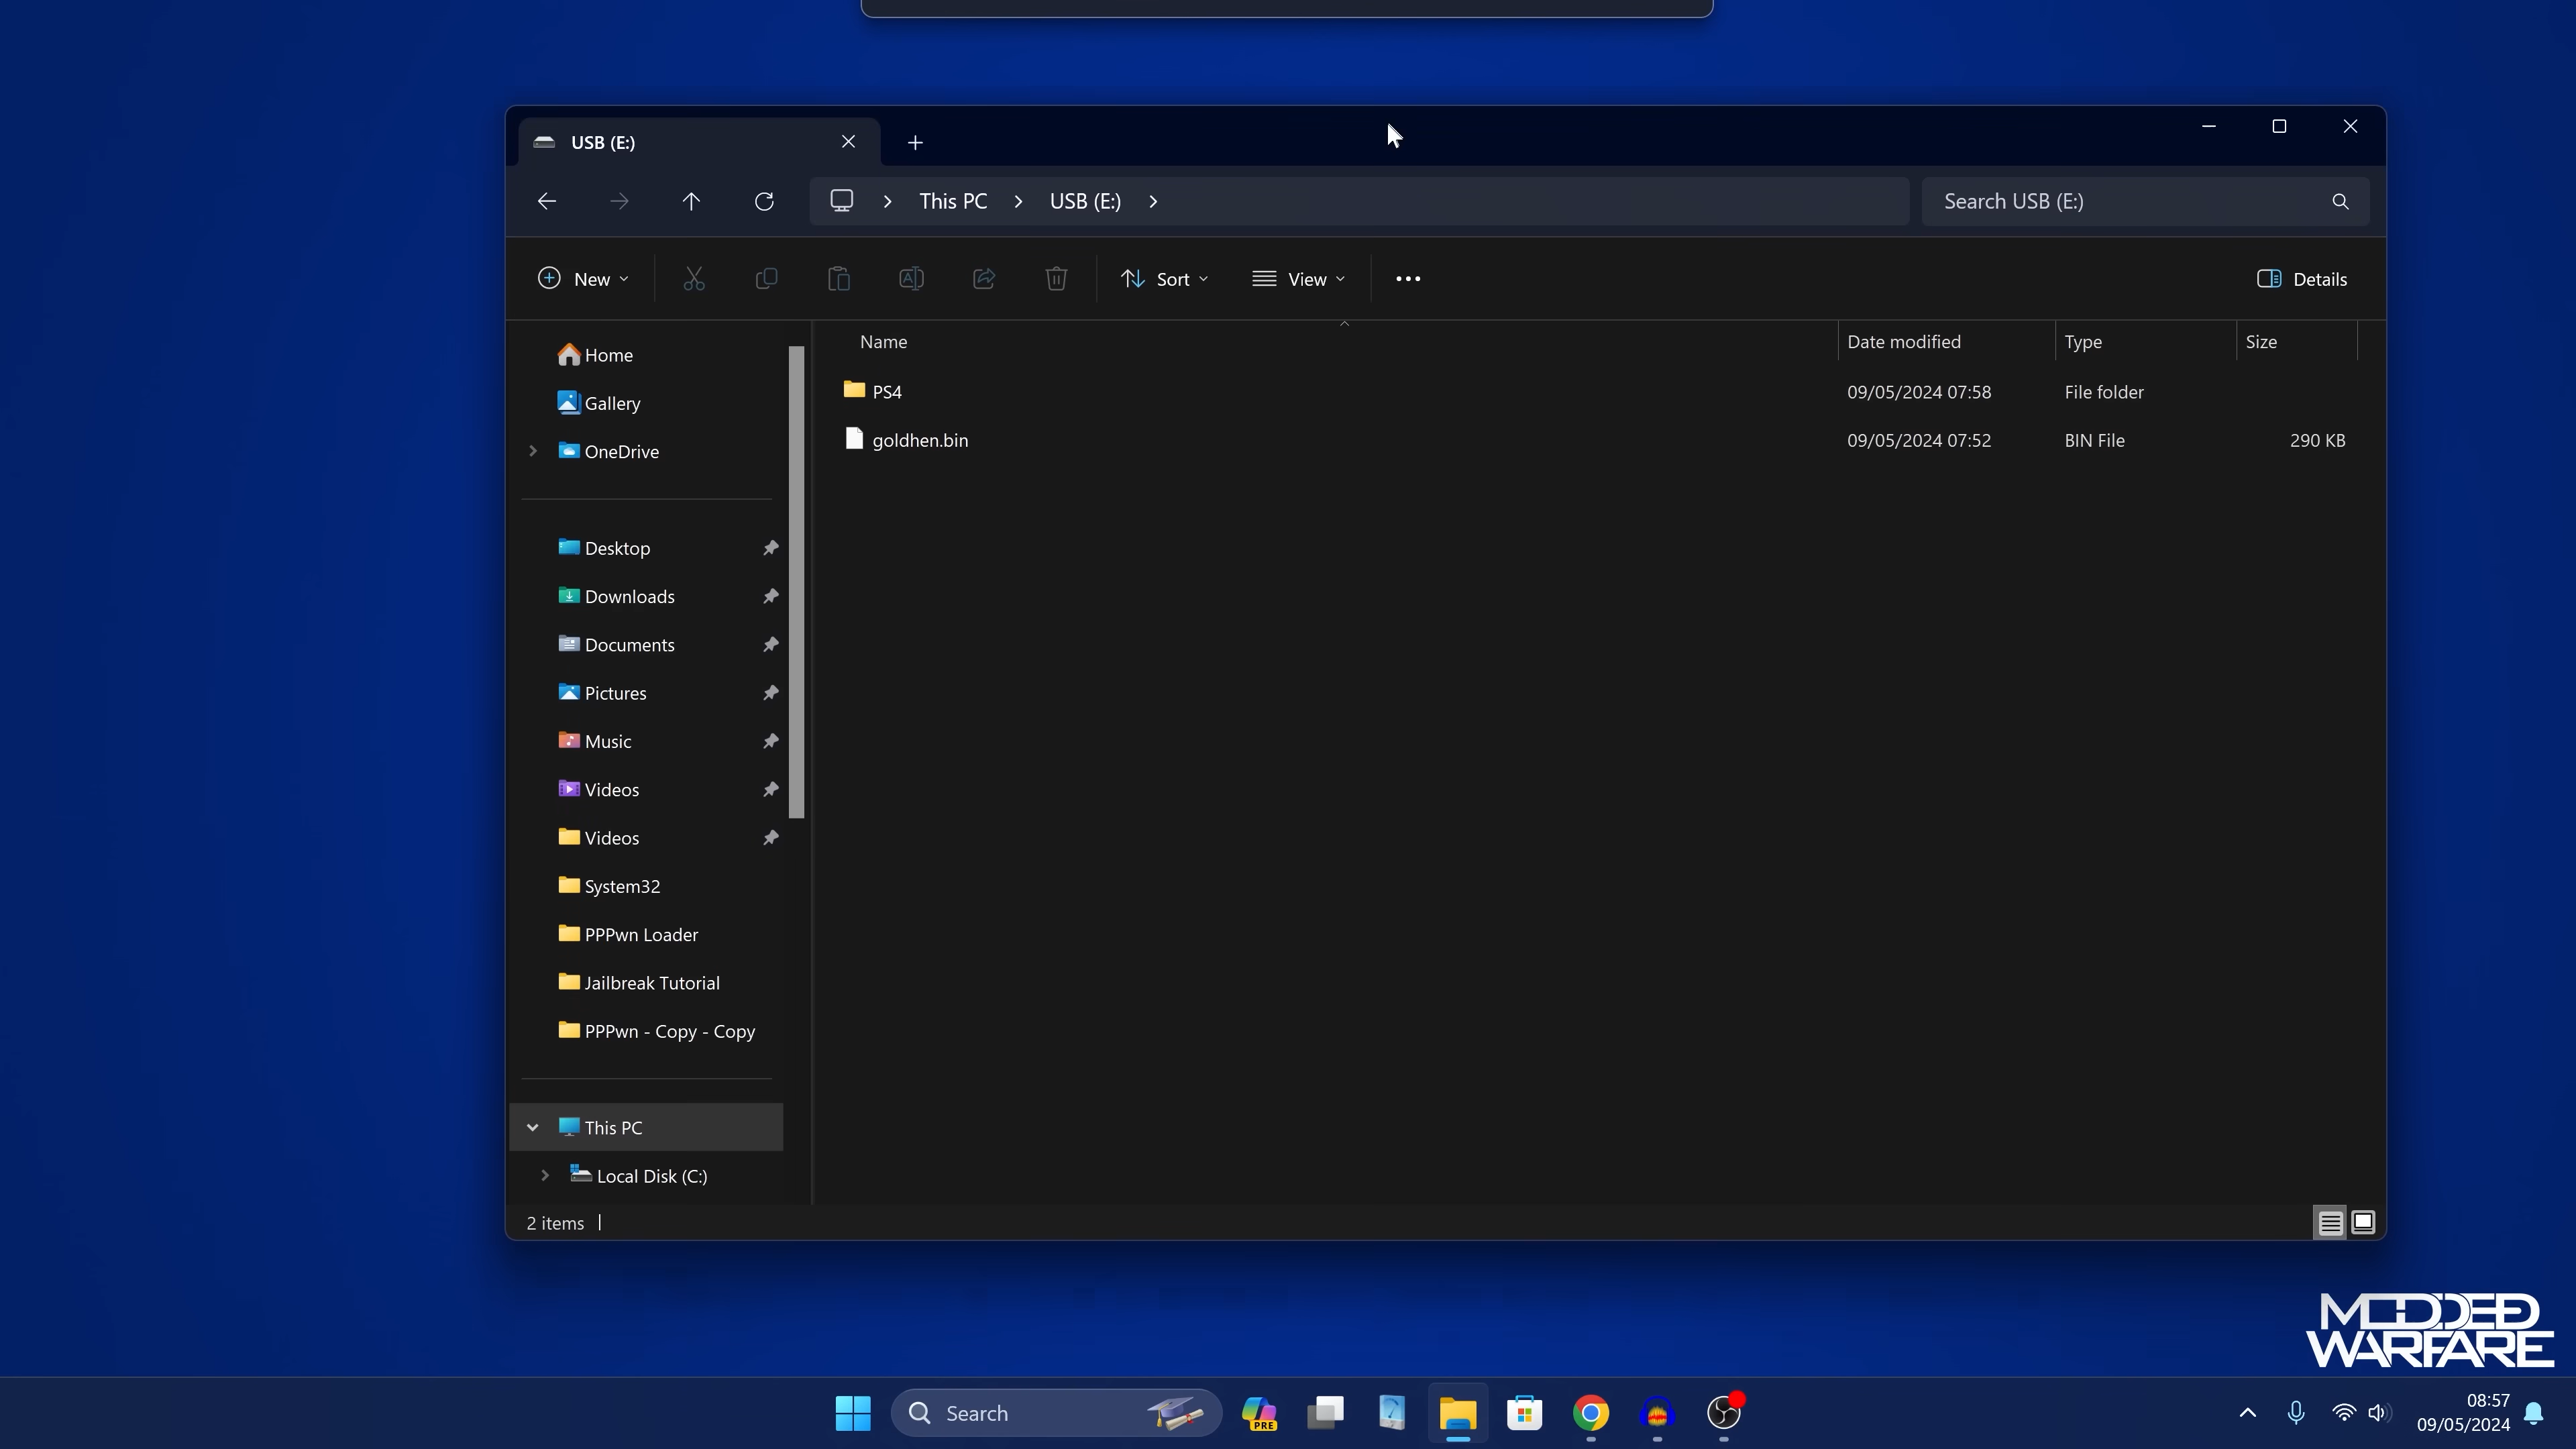 USB (E:)
This PC
USB (E:)
Search USB (E:)
New
Sort
View
Details
Name
Date modified
Type
Size
PS4
09/05/2024 07:58
File folder
goldhen.bin
09/05/2024 07:52
BIN File
290 KB
Home
Gallery
OneDrive
Desktop
Downloads
Documents
Pictures
Music
Videos
Videos
System32
PPPwn Loader
Jailbreak Tutorial
PPPwn - Copy - Copy
This PC
Local Disk (C:)
2 items
MODDED
WARFARE
Search
PRE
08:57
09/05/2024